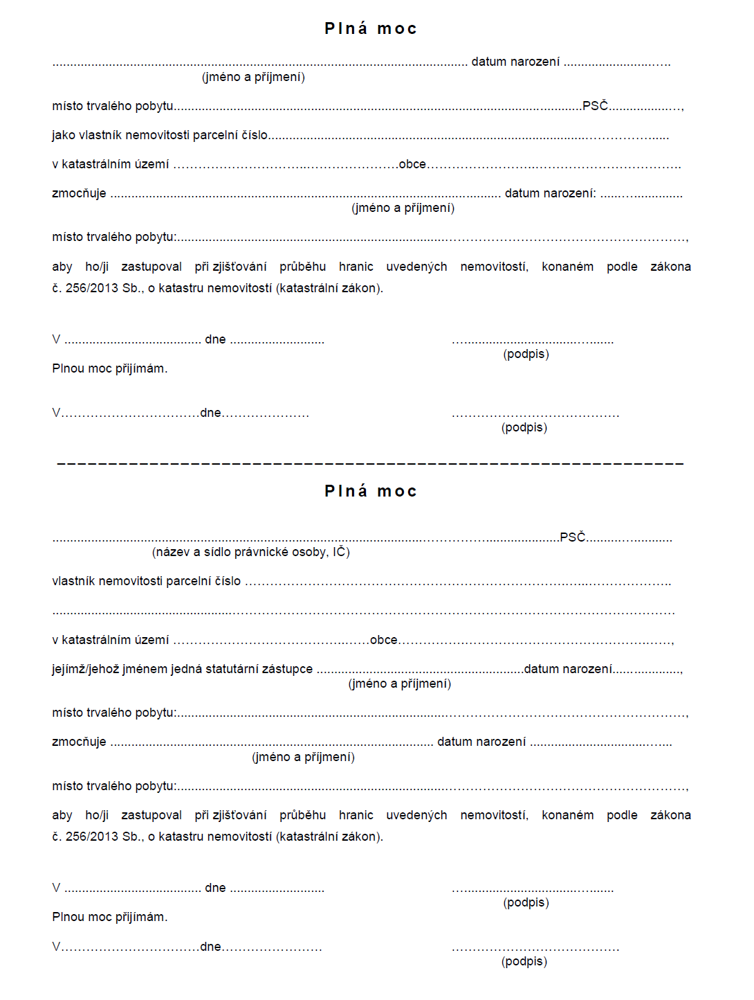 Plná moc
...................................................................................................................... datum narození .............................
(jméno a příjmení)
místo trvalého pobytu....................................................................................................................PSČ....................,
jako vlastník nemovitosti parcelní číslo..................................................................................................................
v katastrálním území ……………………………………………….obce……………………………………………………..
zmocňuje ............................................................................................................... datum narození: ........................
(jméno a příjmení)
místo trvalého pobytu:...........................................................................…………………………………………………,
aby ho/ji zastupoval při zjišťování průběhu hranic uvedených nemovitostí, konaném podle zákona
č. 256/2013 Sb., o katastru nemovitostí (katastrální zákon).
V ....................................... dne ........................... …...............................…......
(podpis)
Plnou moc přijímám.
V……………………………dne………………… ………………………………….
(podpis)
_ _ _ _ _ _ _ _ _ _ _ _ _ _ _ _ _ _ _ _ _ _ _ _ _ _ _ _ _ _ _ _ _ _ _ _ _ _ _ _ _ _ _ _ _ _ _ _ _ _ _ _ _ _ _ _ _ _ _ _ _
Plná moc
.........................................................................................................……………....................PSČ.........….........
(název a sídlo právnické osoby, IČ)
vlastník nemovitosti parcelní číslo …………………………………………………………………….…...………………..
...................................................……………………………………………………………………………………………
v katastrálním území …………………………………..……obce……………………………………………………….…,
jejímž/jehož jménem jedná statutární zástupce ...........................................................datum narození...................,
(jméno a příjmení)
místo trvalého pobytu:...........................................................................…………………………………………………,
zmocňuje ............................................................................................ datum narození .................................…...
(jméno a příjmení)
místo trvalého pobytu:...........................................................................…………………………………………………,
aby ho/ji zastupoval při zjišťování průběhu hranic uvedených nemovitostí, konaném podle zákona
č. 256/2013 Sb., o katastru nemovitostí (katastrální zákon).
V ....................................... dne ........................... …...............................…......
(podpis)
Plnou moc přijímám.
V……………………………dne…………………… ………………………………….
(podpis)